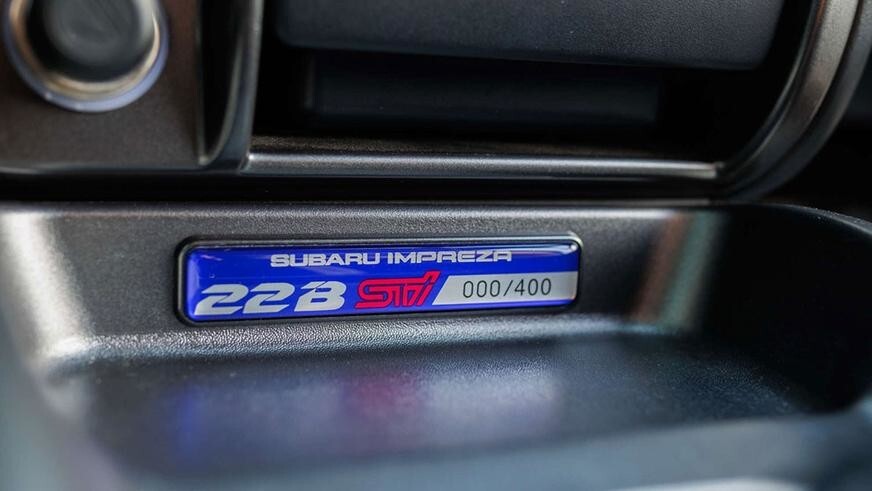 SUBARU IMPREZA
22B STi 000/400